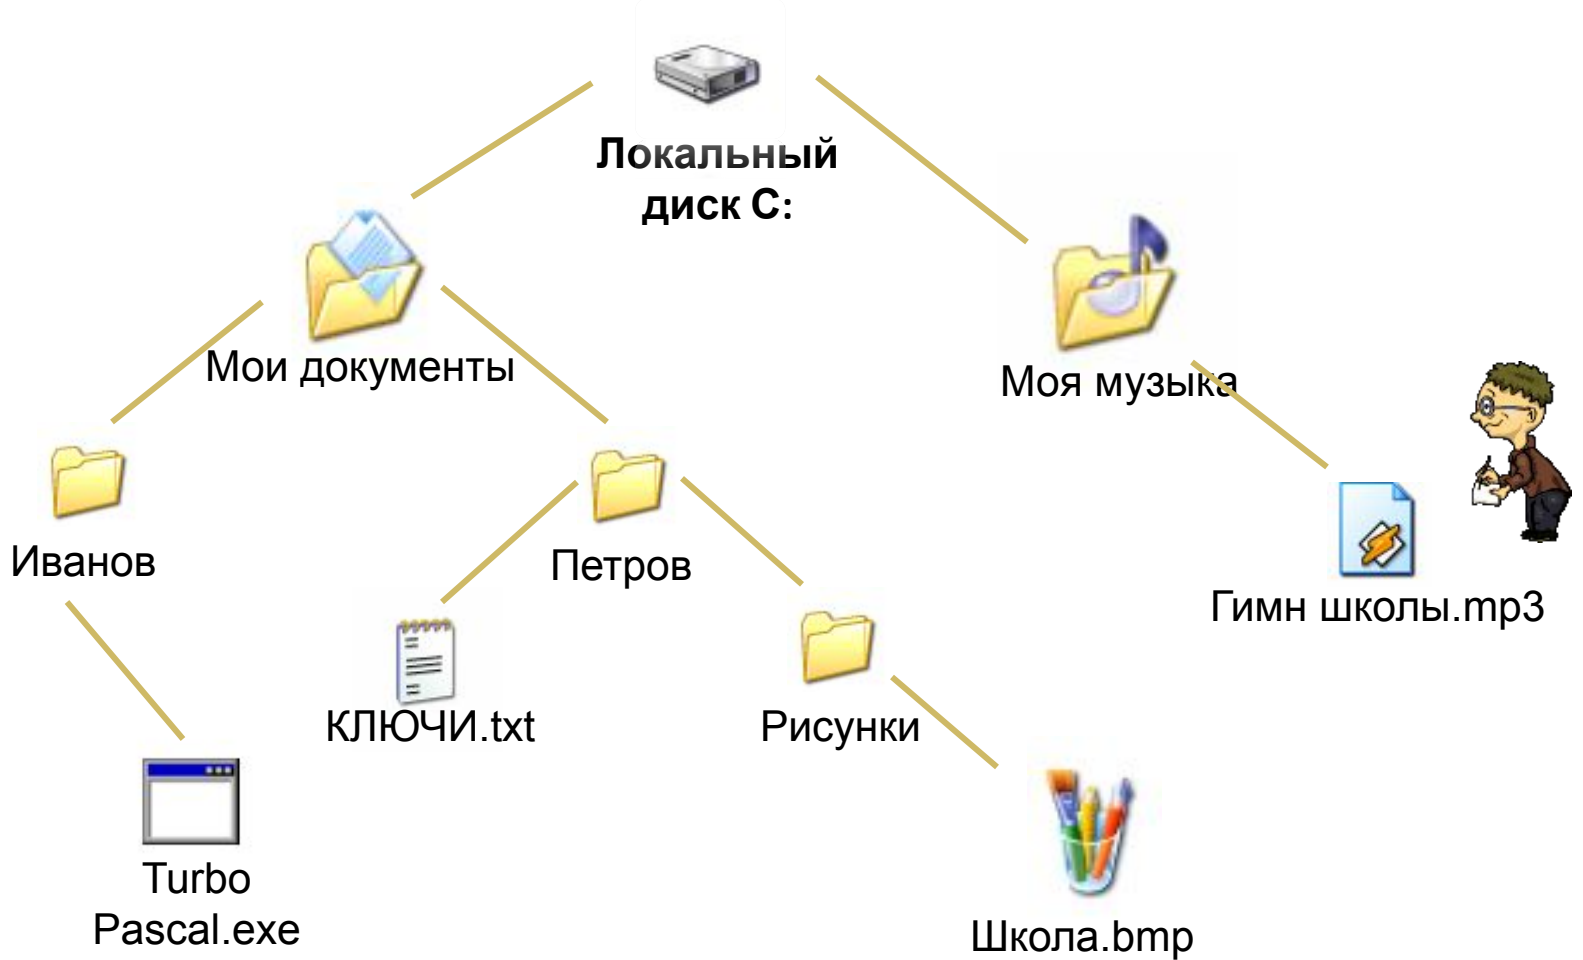 Локальный
диск C:
Мои документы
Моя музыка
Иванов
Петров
Гимн школы.mp3
КЛЮЧИ.txt
Рисунки
Turbo
Pascal.exe
Школа.bmp